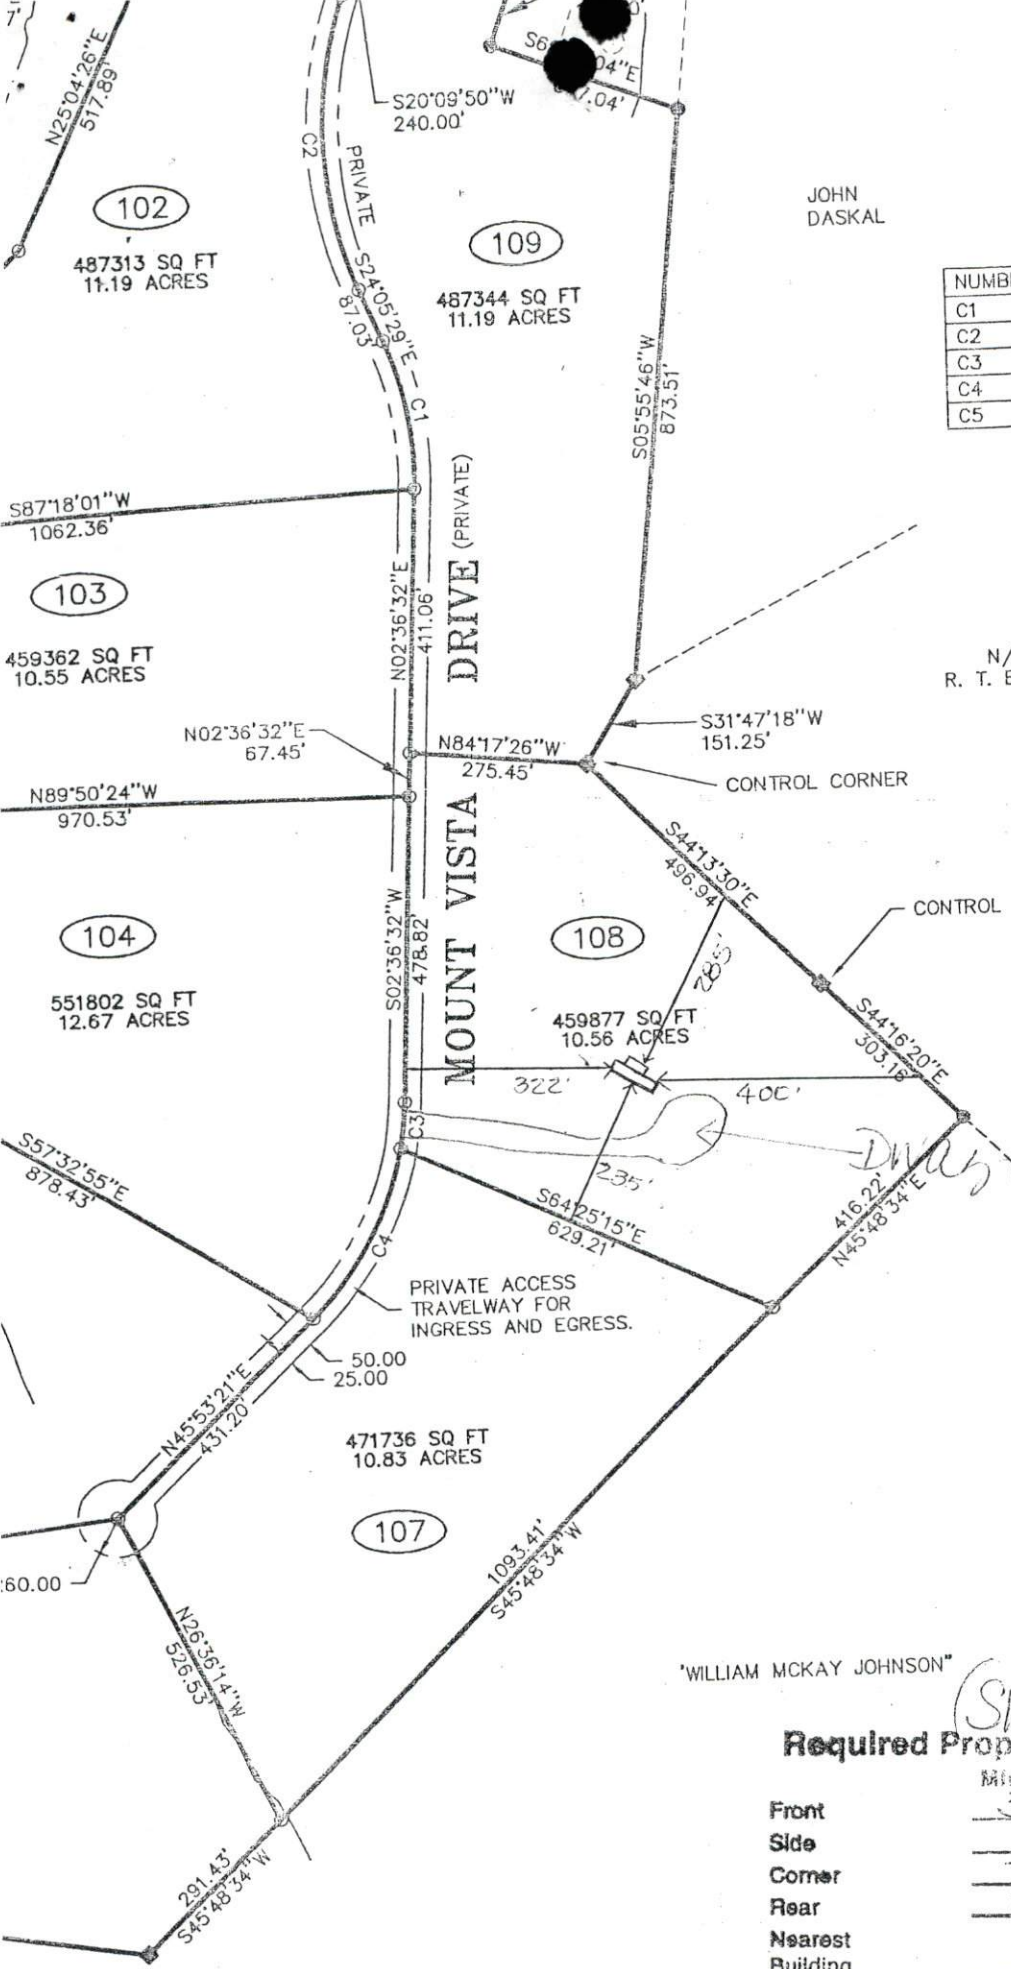 7'
N25°04'26"E
517.89'
S20°09'50"W
240.00'
04"E
7.04'
C2
PRIVATE
102
487313 SQ FT
11.19 ACRES
S24°05'29"E
87.03'
109
487344 SQ FT
11.19 ACRES
JOHN
DASKAL
C1
C2
C3
C4
C5
S05°55'46"W
873.51'
C1
S87°18'01"W
1062.36'
103
459362 SQ FT
10.55 ACRES
N02°36'32"E
411.06'
MOUNT VISTA DRIVE (PRIVATE)
R. T.
N02°36'32"E
67.45'
S31°47'18"W
151.25'
N84°17'26"W
275.45'
CONTROL CORNER
N89°50'24"W
970.53'
S44°13'30"E
496.94'
CONTROL
104
551802 SQ FT
12.67 ACRES
S02°36'32"W
478.82'
108
459877 SQ FT
10.56 ACRES
285'
322'
400'
235'
S44°16'20"E
303.16'
C3
S57°32'55"E
878.43'
S64°25'15"E
629.21'
416.22'
N45°48'34"E
C4
PRIVATE ACCESS
TRAVELWAY FOR
INGRESS AND EGRESS.
50.00
25.00
N45°53'21"E
431.20'
471736 SQ FT
10.83 ACRES
107
1093.41'
S45°48'34"W
60.00
N26°36'14"W
526.53'
"WILLIAM MCKAY JOHNSON"
Required
Front
Side
Corner
Rear
Nearest
Building
291.43'
S45°48'34"W